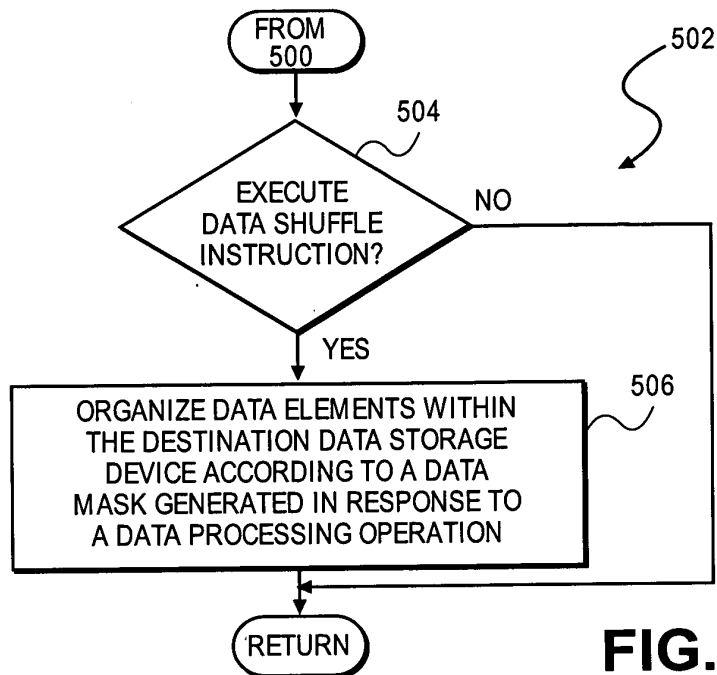 FROM
500
502
504
EXECUTE
DATA SHUFFLE
INSTRUCTION?
NO
YES
506
ORGANIZE DATA ELEMENTS WITHIN
THE DESTINATION DATA STORAGE
DEVICE ACCORDING TO A DATA
MASK GENERATED IN RESPONSE TO
A DATA PROCESSING OPERATION
RETURN
FIG.